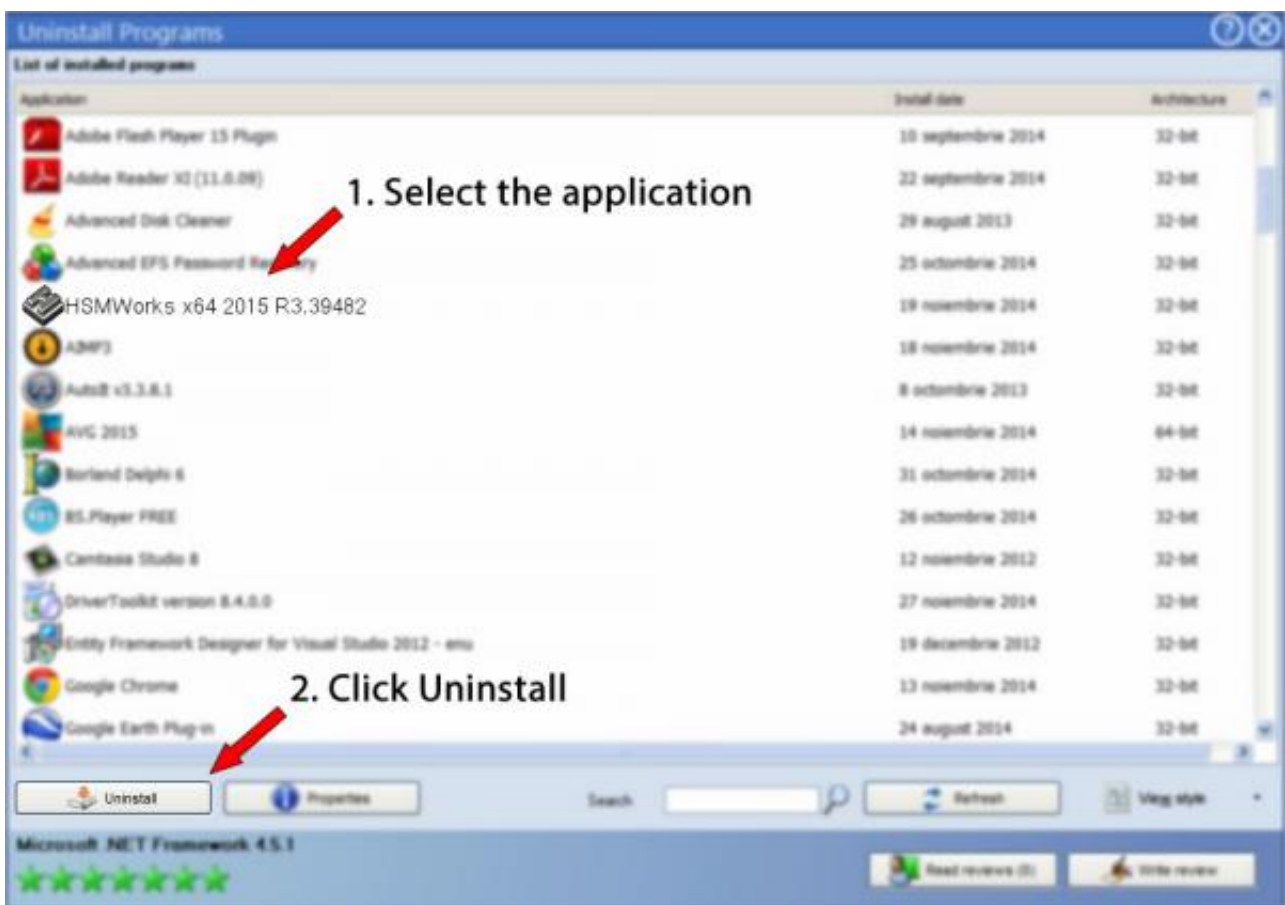 Uninstall Programs
List of installed programs
Application Install date Architecture
Adobe Flash Player 15 Plugin 10 septembrie 2014 32-bit
Adobe Reader XI (11.0.09) 22 septembrie 2014 32-bit
1. Select the application
Advanced Disk Cleaner 29 august 2013 32-bit
Advanced EFS Password Recovery 25 octombrie 2014 32-bit
HSMWorks x64 2015 R3.39482 19 noiembrie 2014 32-bit
AIMP3 18 noiembrie 2014 32-bit
AutoIt v3.3.8.1 8 octombrie 2013 32-bit
AVG 2015 14 noiembrie 2014 64-bit
Borland Delphi 6 31 octombrie 2014 32-bit
BS.Player FREE 26 octombrie 2014 32-bit
Camtasia Studio 8 12 noiembrie 2012 32-bit
DriverToolkit version 8.4.0.0 27 noiembrie 2014 32-bit
Entity Framework Designer for Visual Studio 2012 - enu 19 decembrie 2012 32-bit
Google Chrome 13 noiembrie 2014 32-bit
2. Click Uninstall
Google Earth Plug-in 24 august 2014 32-bit
Uninstall Properties Search Refresh View style
Microsoft .NET Framework 4.5.1
Read reviews (0) Write review